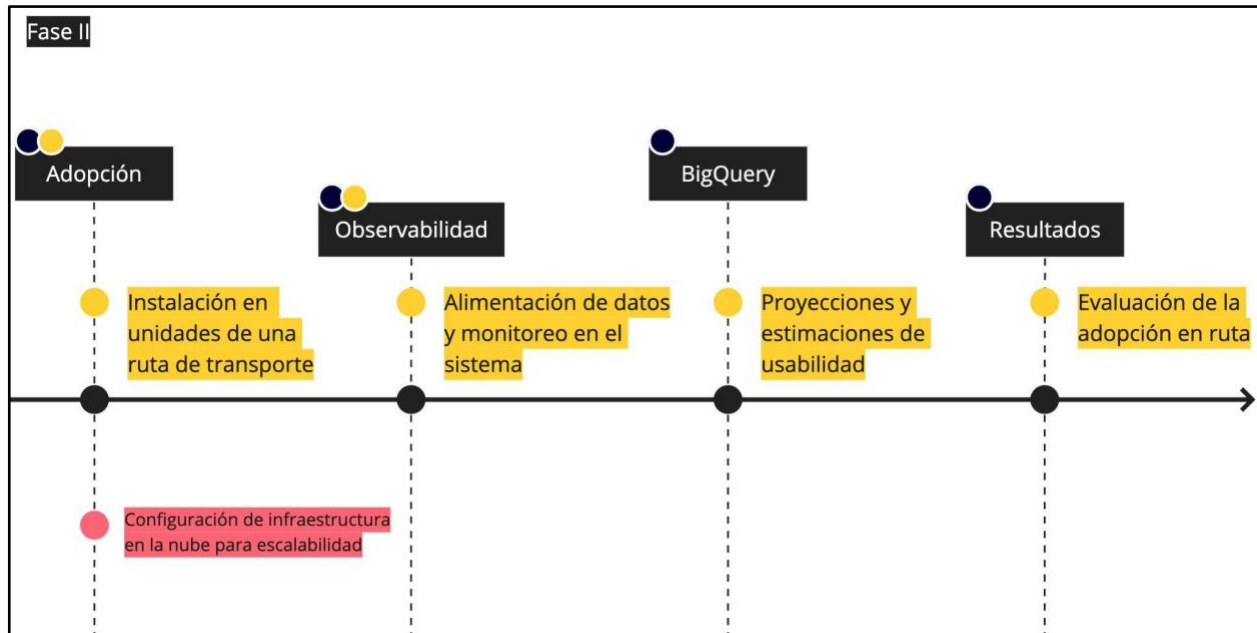 Fase II
Adopción
BigQuery
Observabilidad
Resultados
Instalación en
unidades de una
ruta de transporte
Alimentación de datos
y monitoreo en el
sistema
Proyecciones y
estimaciones de
usabilidad
Evaluación de la
adopción en ruta
Configuración de infraestructura
en la nube para escalabilidad